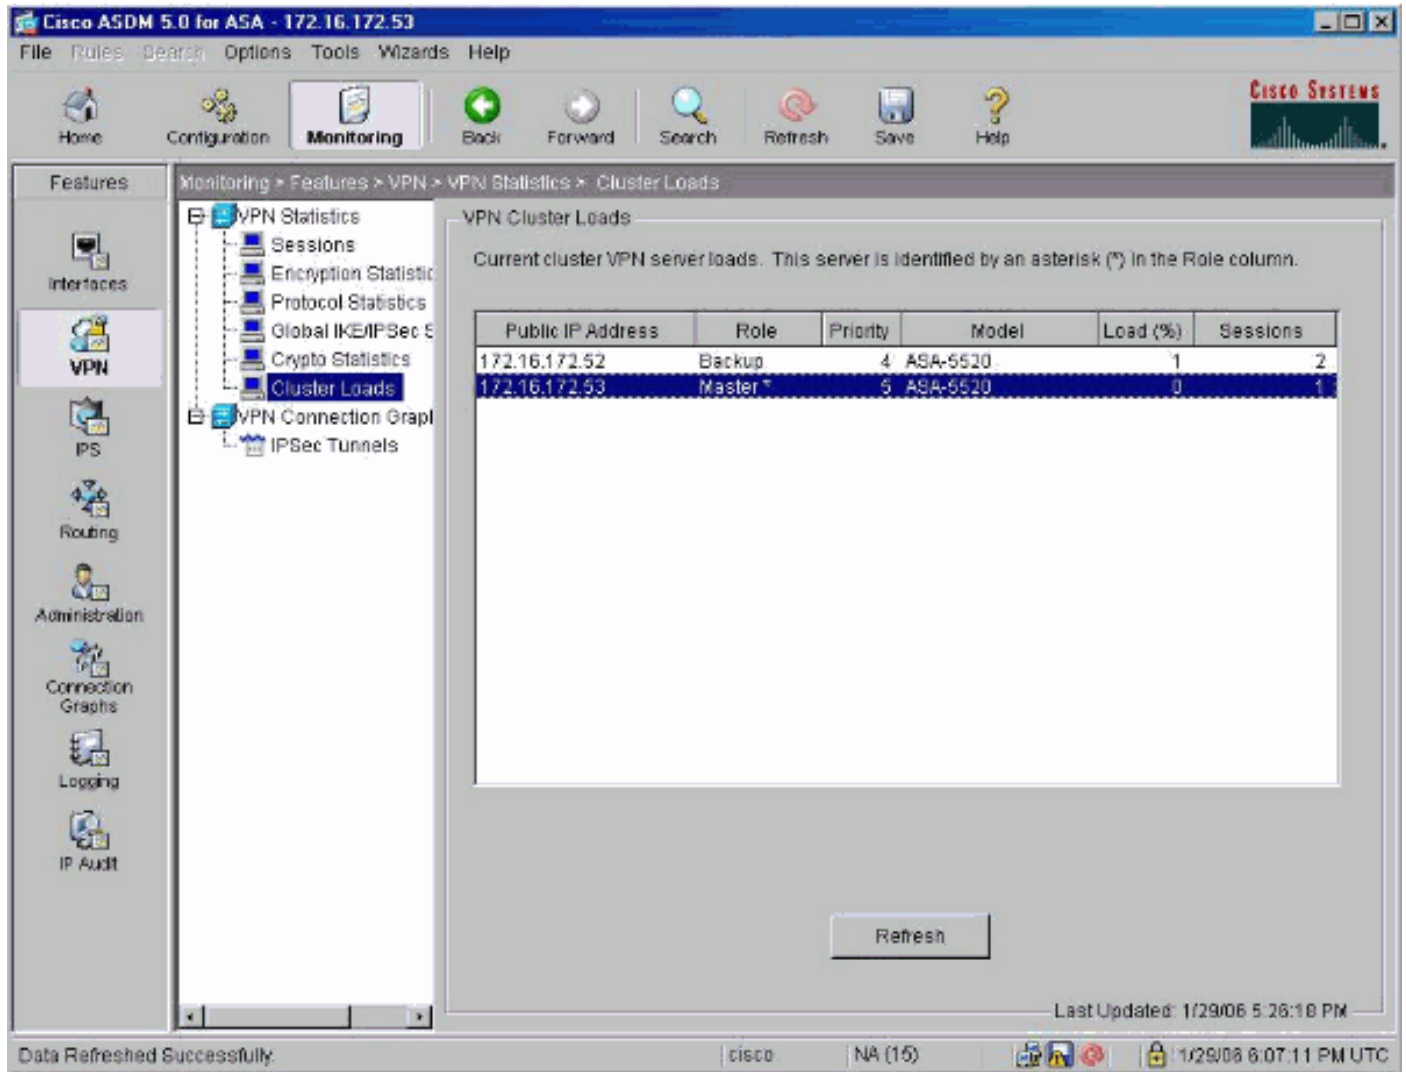 Cisco ASDM 5.0 for ASA - 172.16.172.53
File Rules Search Options Tools Wizards Help
Home Configuration Monitoring Back Forward Search Refresh Save Help
CISCO SYSTEMS
Features
Monitoring > Features > VPN > VPN Statistics > Cluster Loads
Interfaces
VPN
IPS
Routing
Administration
Connection
Graphs
Logging
IP Audit
VPN Statistics
Sessions
Encryption Statistic
Protocol Statistics
Global IKE/IPSec S
Crypto Statistics
Cluster Loads
VPN Connection Grap
IPSec Tunnels
VPN Cluster Loads
Current cluster VPN server loads. This server is identified by an asterisk (*) in the Role column.
Public IP Address Role Priority Model Load (%) Sessions
172.16.172.52 Backup 4 ASA-5520 1 2
172.16.172.53 Master* 5 ASA-5520 0 1
Refresh
Last Updated: 1/29/06 5:26:18 PM
Data Refreshed Successfully. cisco NA (15) 1/29/06 6:07:11 PM UTC